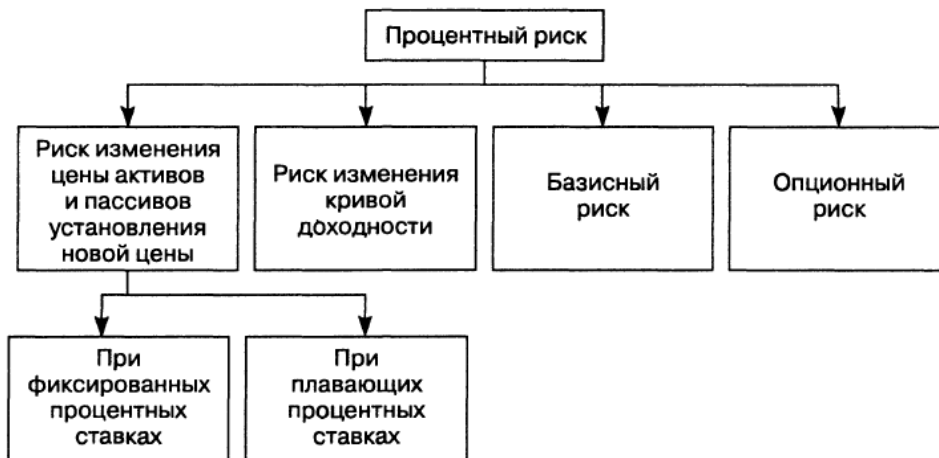 Процентный риск
Риск изменения
цены активов
и пассивов
установления
новой цены
Риск изменения
кривой
доходности
Базисный
риск
Опционный
риск
При
фиксированных
процентных
ставках
При
плавающих
процентных
ставках